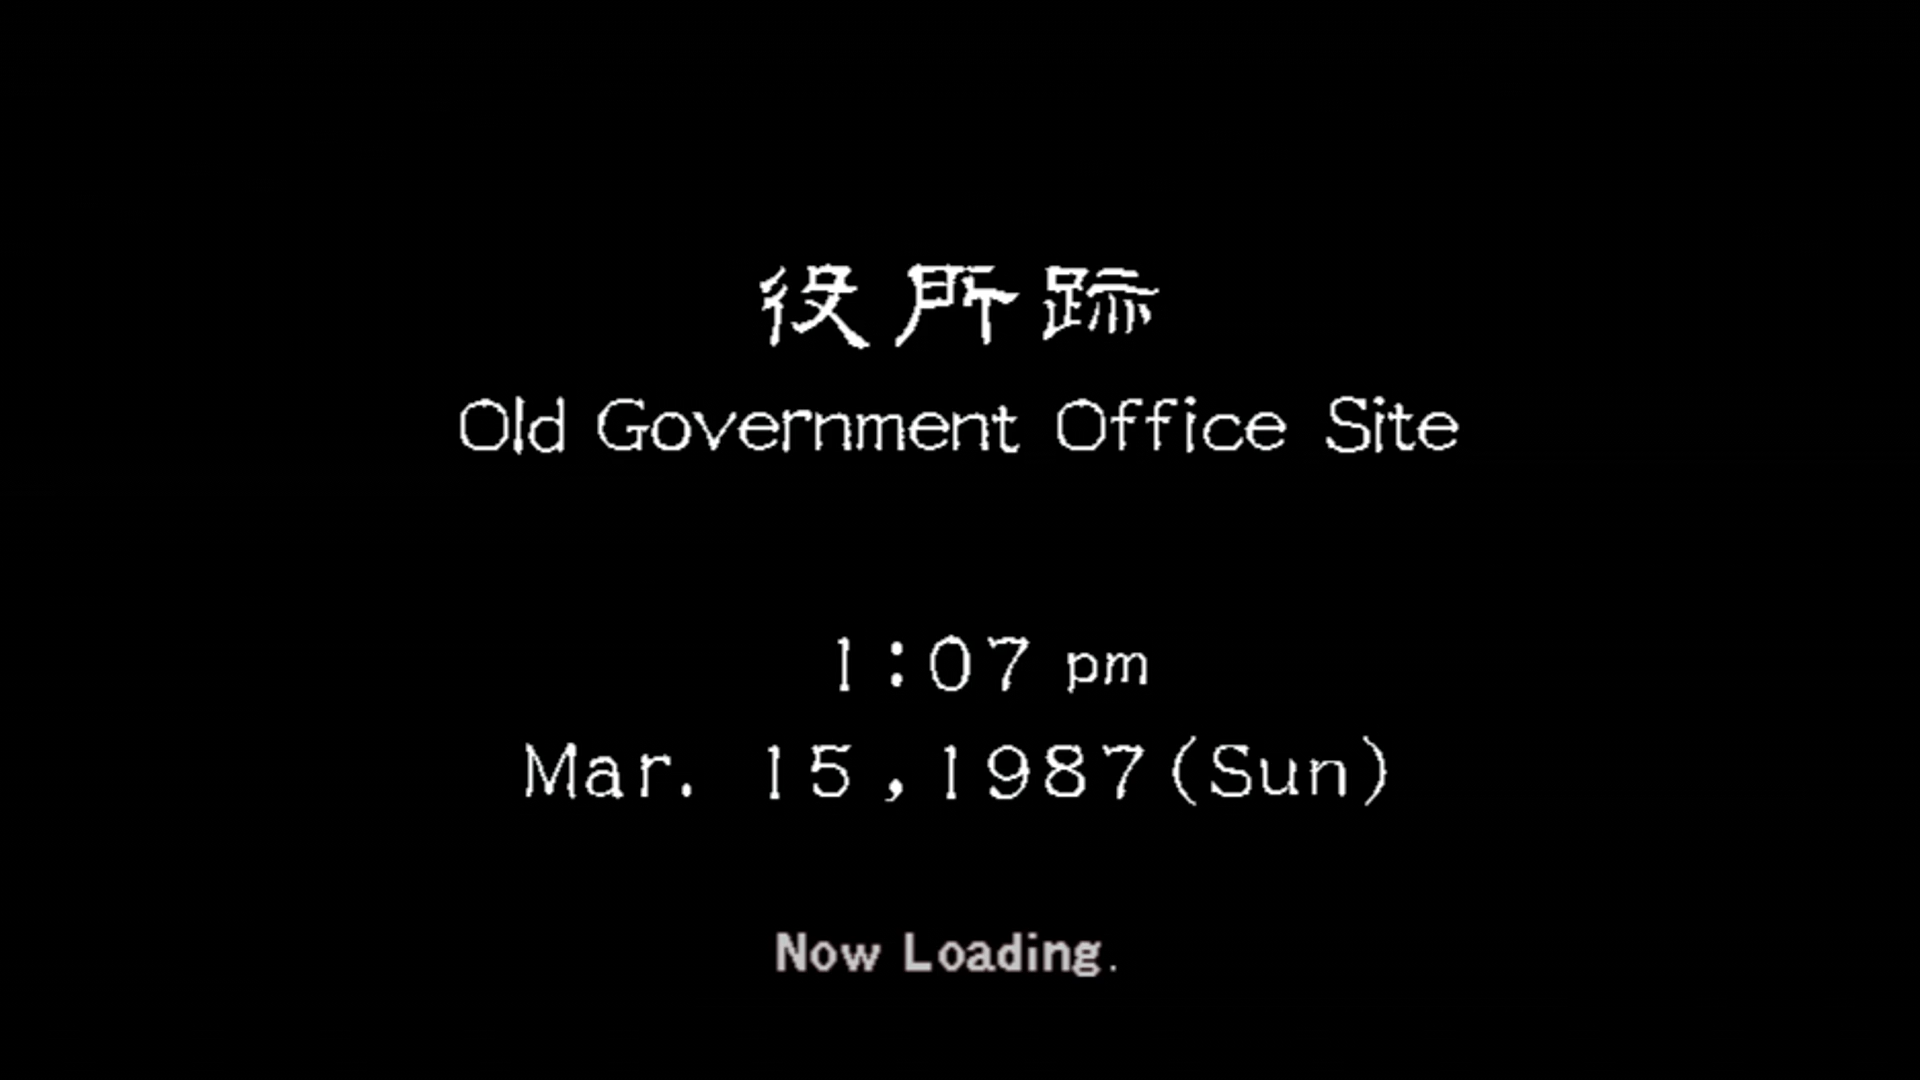 役所跡
Old Government Office Site
1:07 pm
Mar. 15,1987(Sun)
Now Loading.